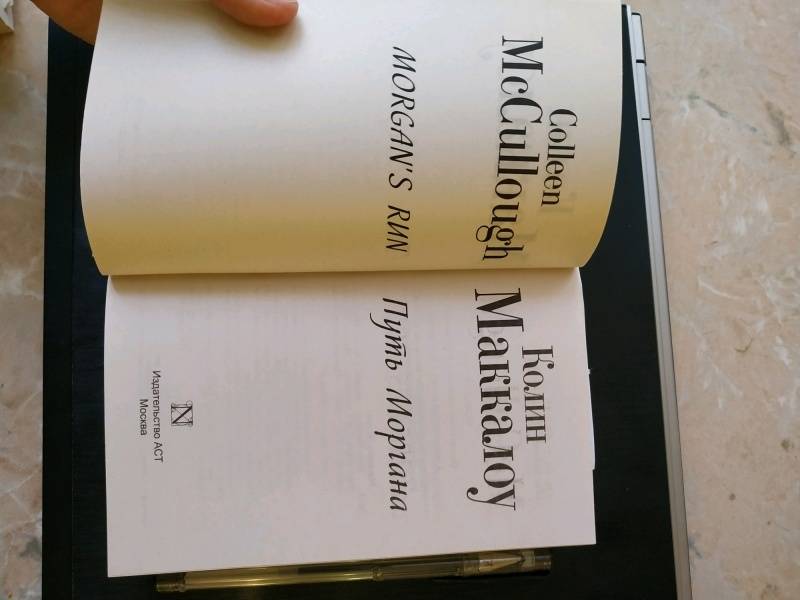 Colleen
McCullough
MORGAN'S RUN
Колин
Маккалоу
Путь Моргана
Издательство АСТ
Москва